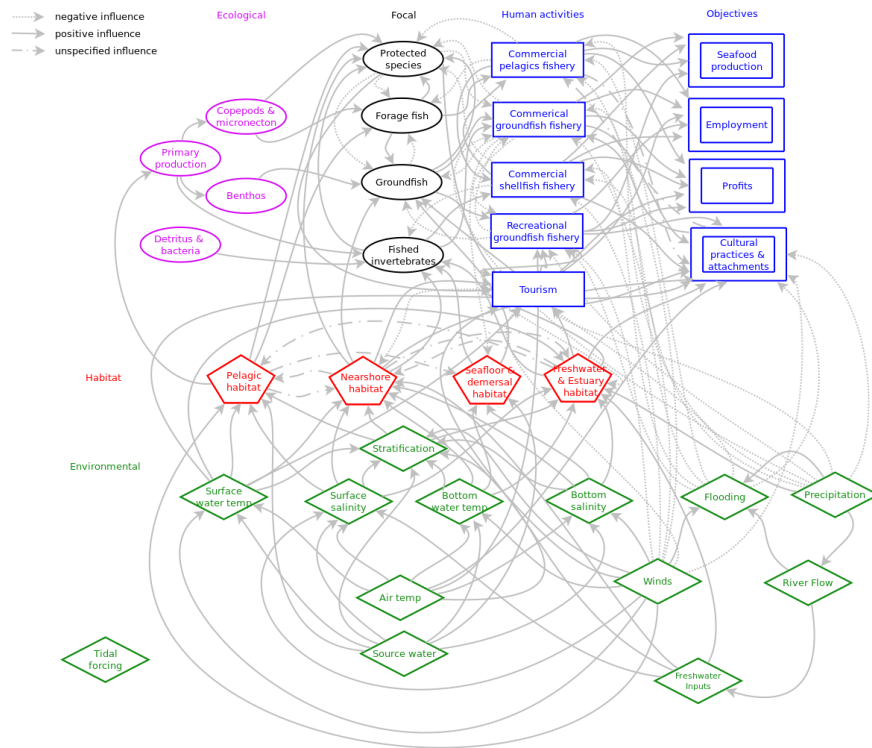 negative influence
positive influence
unspecified influence
Ecological
Focal
Human activities
Objectives
Protected
species
Commercial
pelagics fishery
Seafood
production
Copepods &
micronecton
Forage fish
Commerical
groundfish fishery
Employment
Primary
production
Benthos
Groundfish
Commercial
shellfish fishery
Profits
Detritus &
bacteria
Fished
invertebrates
Recreational
groundfish fishery
Cultural
practices &
attachments
Tourism
Habitat
Pelagic
habitat
Nearshore
habitat
Seafloor &
demersal
habitat
Freshwater
& Estuary
habitat
Environmental
Stratification
Surface
water temp
Surface
salinity
Bottom
water temp
Bottom
salinity
Flooding
Precipitation
Air temp
Winds
River Flow
Tidal
forcing
Source water
Freshwater
Inputs